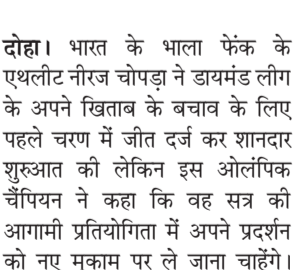 दोहा। भारत के भाला फेंक के
एथलीट नीरज चोपड़ा ने डायमंड लीग
के अपने खिताब के बचाव के लिए
पहले चरण में जीत दर्ज कर शानदार
शुरुआत की लेकिन इस ओलंपिक
चैंपियन ने कहा कि वह सत्र की
आगामी प्रतियोगिता में अपने प्रदर्शन
को नए मुकाम पर ले जाना चाहेंगे।